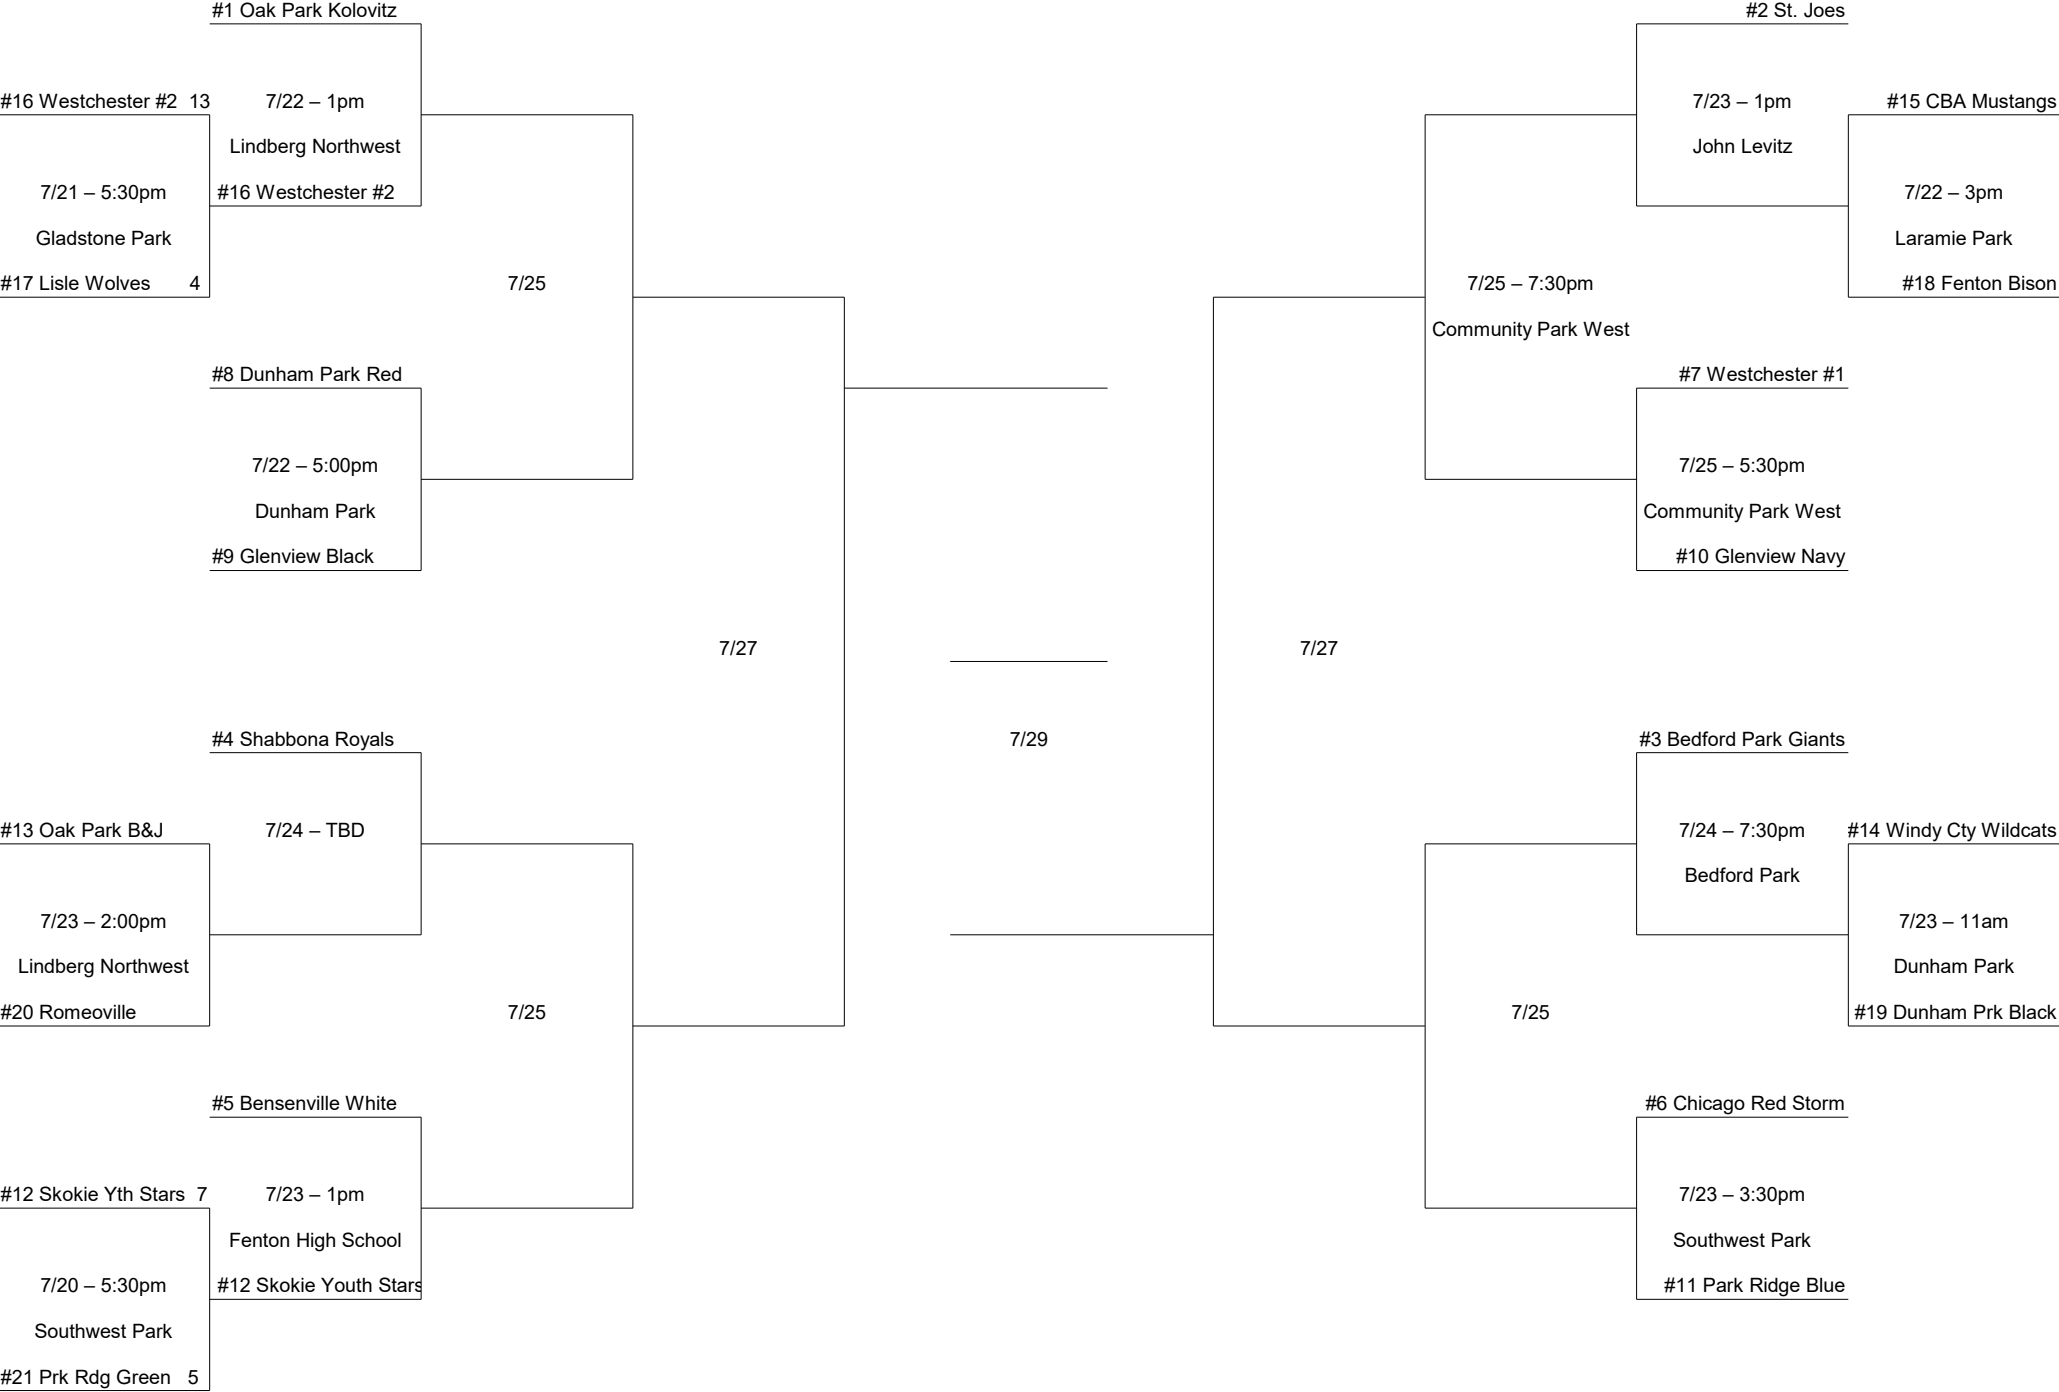 #1 Oak Park Kolovitz
#2 St. Joes
#16 Westchester #2 13
7/22 – 1pm
7/23 – 1pm
#15 CBA Mustangs
Lindberg Northwest
John Levitz
7/21 – 5:30pm
#16 Westchester #2
7/22 – 3pm
Gladstone Park
Laramie Park
#17 Lisle Wolves 4
7/25
7/25 – 7:30pm
#18 Fenton Bison
Community Park West
#8 Dunham Park Red
#7 Westchester #1
7/22 – 5:00pm
7/25 – 5:30pm
Dunham Park
Community Park West
#9 Glenview Black
#10 Glenview Navy
7/27
7/27
#4 Shabbona Royals
7/29
#3 Bedford Park Giants
#13 Oak Park B&J
7/24 – TBD
7/24 – 7:30pm
#14 Windy Cty Wildcats
Bedford Park
7/23 – 2:00pm
7/23 – 11am
Lindberg Northwest
Dunham Park
#20 Romeoville
7/25
7/25
#19 Dunham Prk Black
#5 Bensenville White
#6 Chicago Red Storm
#12 Skokie Yth Stars 7
7/23 – 1pm
7/23 – 3:30pm
Fenton High School
Southwest Park
7/20 – 5:30pm
#12 Skokie Youth Stars
#11 Park Ridge Blue
Southwest Park
#21 Prk Rdg Green 5